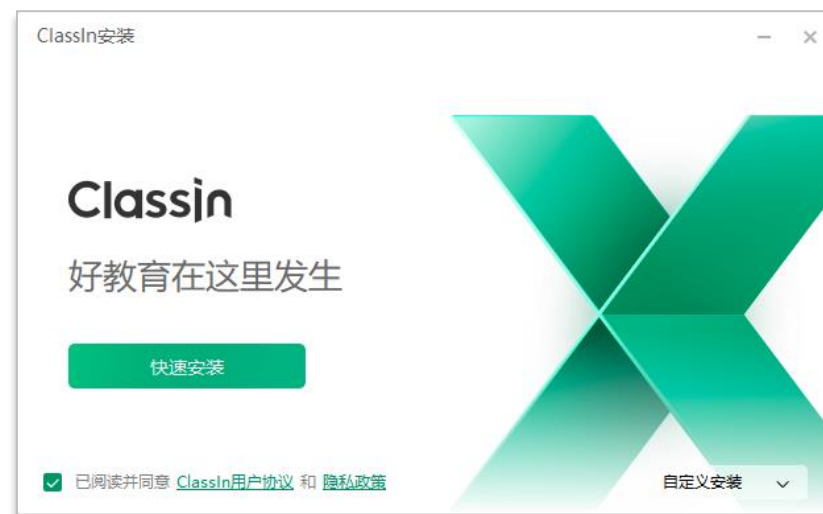 ClassIn安装
Classin
好教育在这里发生
快速安装
已阅读并同意 ClassIn用户协议 和 隐私政策
自定义安装